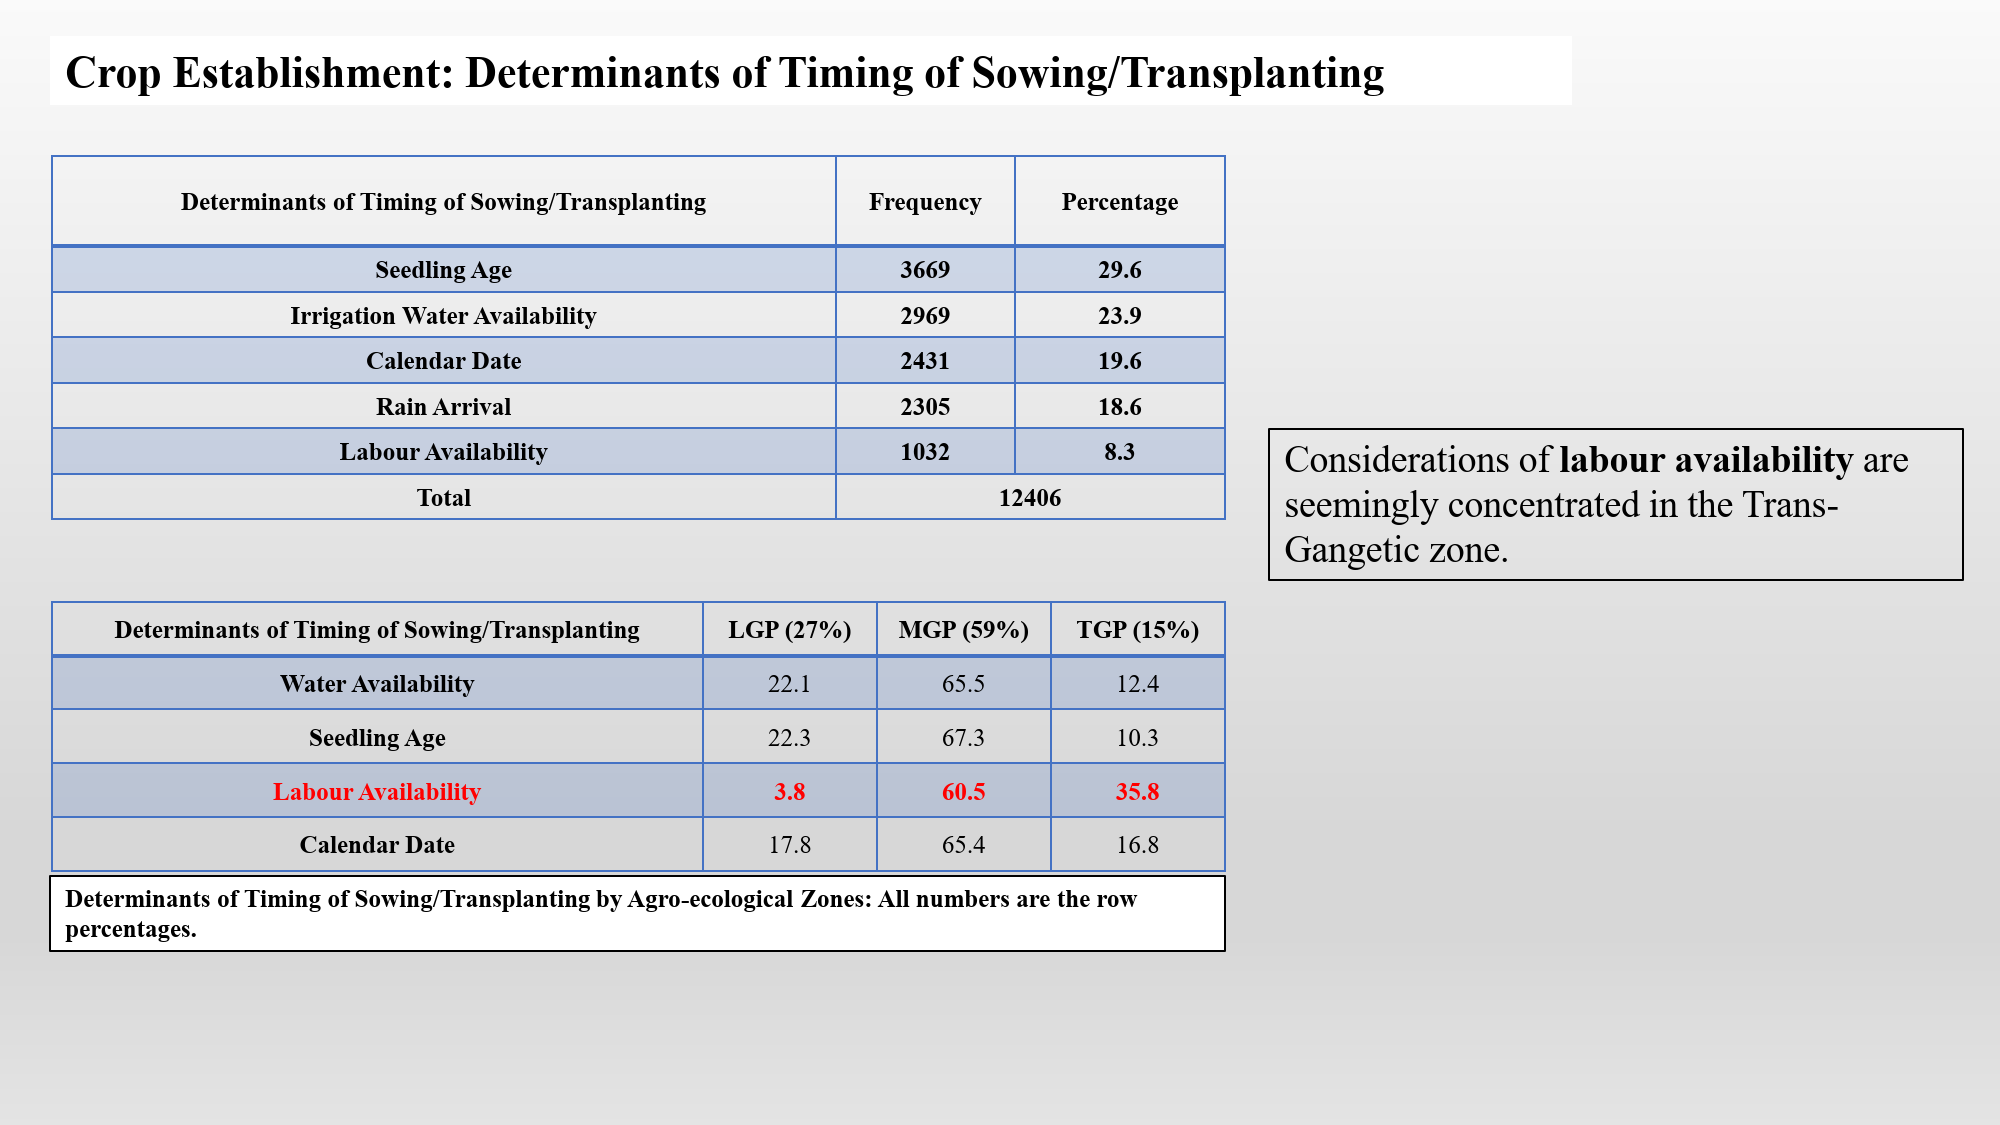 Crop Establishment: Determinants of Timing of Sowing/Transplanting
Determinants of Timing of Sowing/Transplanting Frequency Percentage
Seedling Age 3669 29.6
Irrigation Water Availability 2969 23.9
Calendar Date 2431 19.6
Rain Arrival 2305 18.6
Labour Availability 1032 8.3
Total 12406
Considerations of labour availability are
seemingly concentrated in the Trans-
Gangetic zone.
Determinants of Timing of Sowing/Transplanting LGP (27%) MGP (59%) TGP (15%)
Water Availability 22.1 65.5 12.4
Seedling Age 22.3 67.3 10.3
Labour Availability 3.8 60.5 35.8
Calendar Date 17.8 65.4 16.8
Determinants of Timing of Sowing/Transplanting by Agro-ecological Zones: All numbers are the row
percentages.